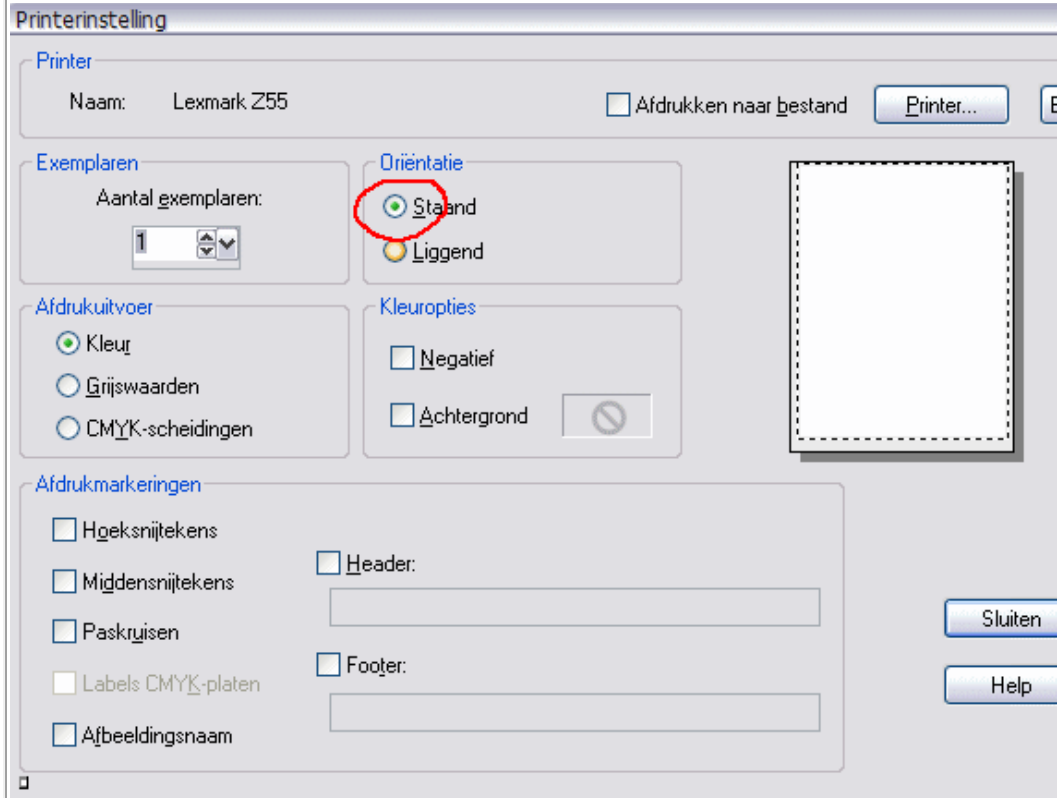 Printerinstelling
Printer
Naam: Lexmark Z55
Afdrukken naar bestand
Printer...
Exemplaren
Aantal exemplaren:
1
Oriëntatie
Staand
Liggend
Afdrukuitvoer
Kleur
Grijswaarden
CMYK-scheidingen
Kleuropties
Negatief
Achtergrond
Afdrukmarkeringen
Hoeksnijtekens
Middensnijtekens
Paskruisen
Labels CMYK-platen
Afbeeldingsnaam
Header:
Footer:
Sluiten
Help